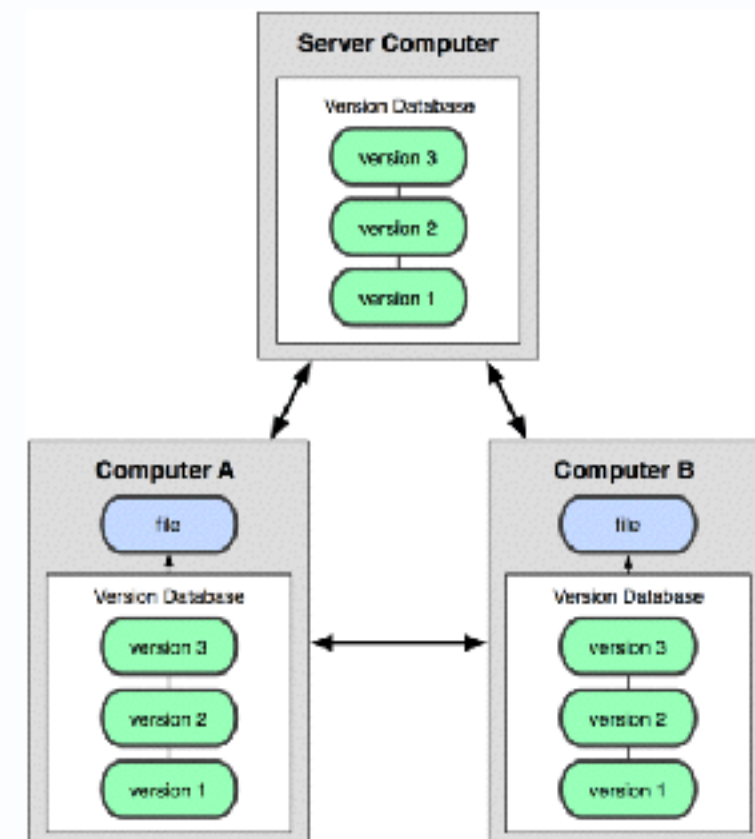 Server Computer
Version Database
version 3
version 2
version 1
Computer A
file
Version Database
version 3
version 2
version 1
Computer B
file
Version Database
version 3
version 2
version 1